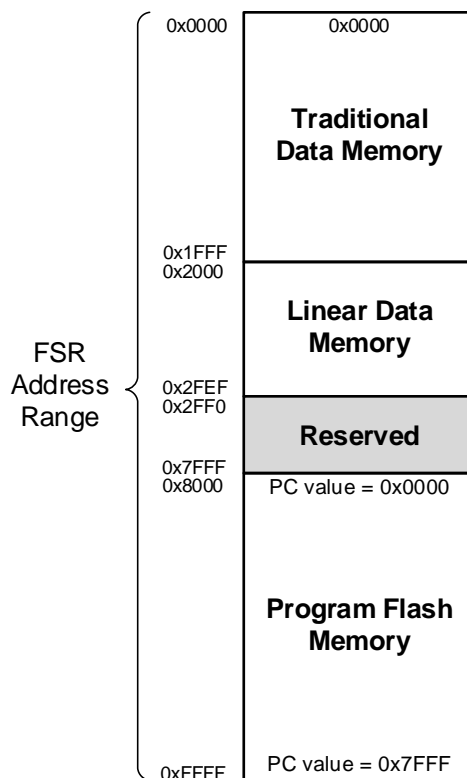 0x0000
0x0000
Traditional
Data Memory
0x1FFF
0x2000
Linear Data
Memory
FSR
Address
Range
0x2FEF
0x2FF0
Reserved
0x7FFF
0x8000
PC value = 0x0000
Program Flash
Memory
PC value = 0x7FFF
0xFFFF